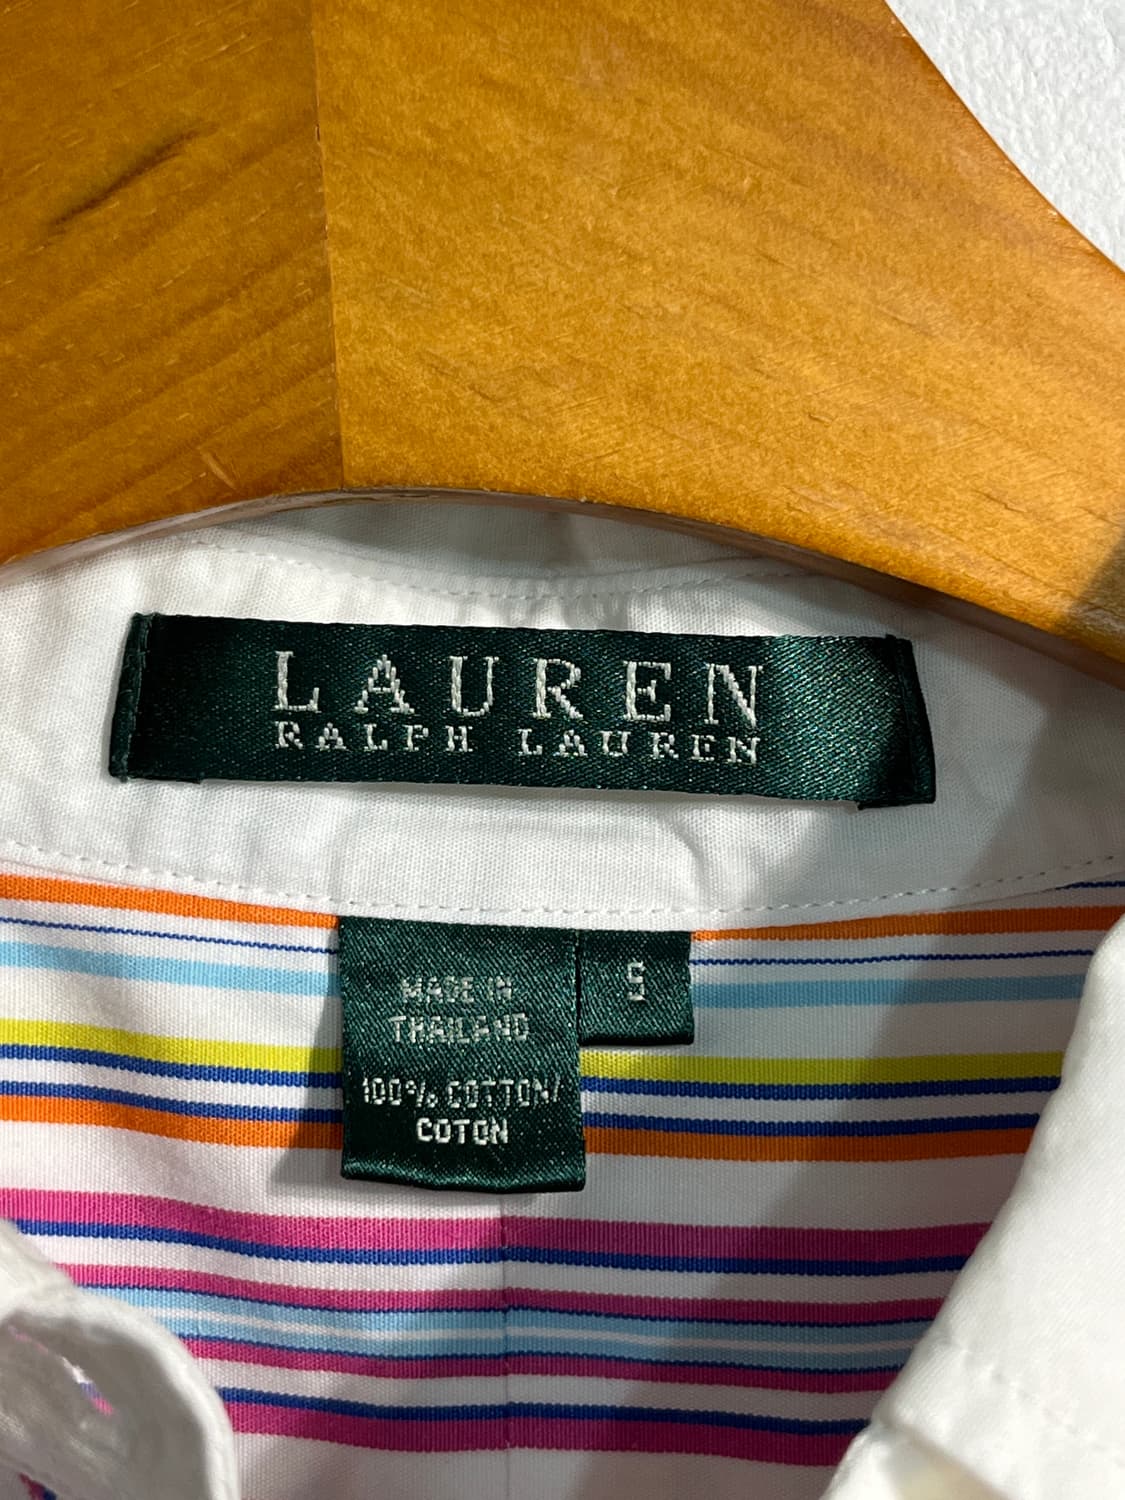 LAUREN
RALPH LAUREN
MADE IN
THAILAND
S
100% COTTON/
COTON